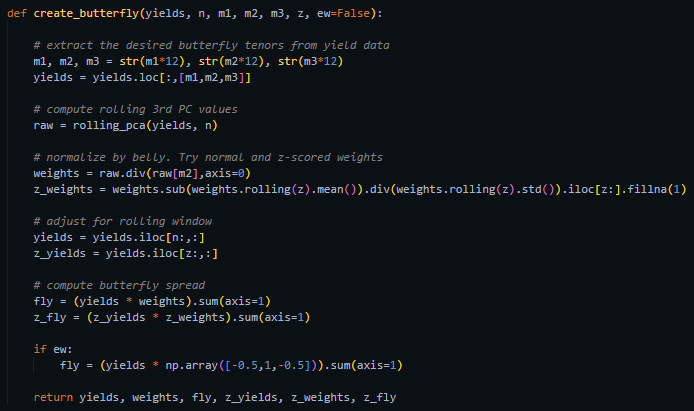 def create_butterfly(yields, n, m1, m2, m3, z, ew=False):
# extract the desired butterfly tenors from yield data
m1, m2, m3 = str(m1*12), str(m2*12), str(m3*12)
yields = yields.loc[:,[m1,m2,m3]]
# compute rolling 3rd PC values
raw = rolling_pca(yields, n)
# normalize by belly. Try normal and z-scored weights
weights = raw.div(raw[m2],axis=0)
z_weights = weights.sub(weights.rolling(z).mean()).div(weights.rolling(z).std()).iloc[z:].fillna(1)
# adjust for rolling window
yields = yields.iloc[n:,:]
z_yields = yields.iloc[z:,:]
# compute butterfly spread
fly = (yields * weights).sum(axis=1)
z_fly = (z_yields * z_weights).sum(axis=1)
if ew:
fly = (yields * np.array([-0.5,1,-0.5])).sum(axis=1)
return yields, weights, fly, z_yields, z_weights, z_fly